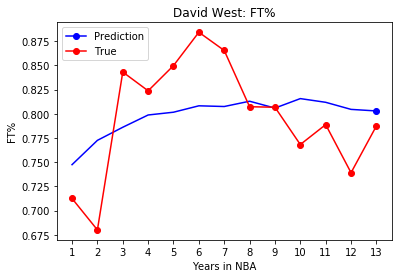 David West: FT%
Prediction
True
FT%
0.875
0.850
0.825
0.800
0.775
0.750
0.725
0.700
0.675
1 2 3 4 5 6 7 8 9 10 11 12 13
Years in NBA